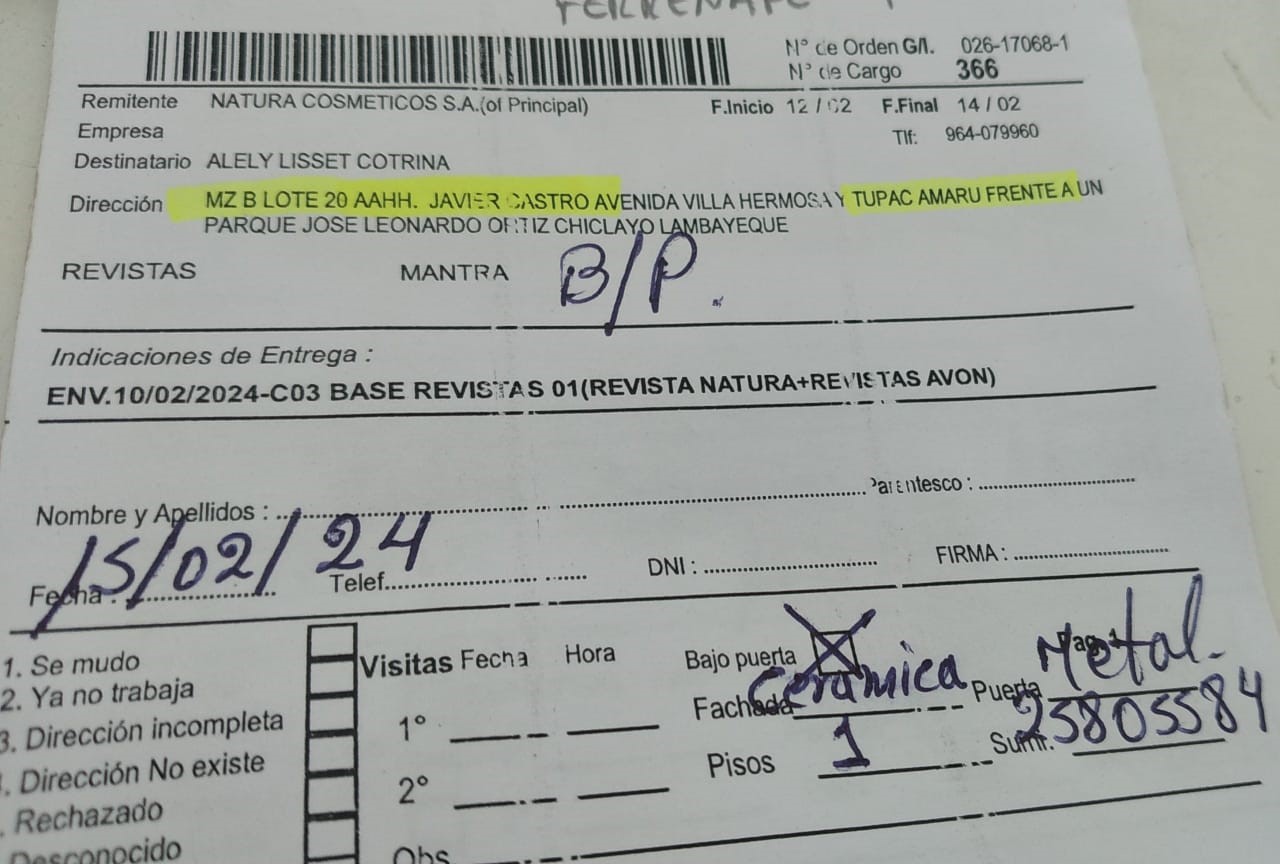 N° de Orden G/I. 026-17068-1
N° de Cargo 366
Remitente NATURA COSMETICOS S.A.(of Principal) F.Inicio 12 / 02 F.Final 14 / 02
Empresa Tlf: 964-079960
Destinatario ALELY LISSET COTRINA
Dirección MZ B LOTE 20 AAHH. JAVIER CASTRO AVENIDA VILLA HERMOSA Y TUPAC AMARU FRENTE A UN
PARQUE JOSE LEONARDO ORTIZ CHICLAYO LAMBAYEQUE
REVISTAS MANTRA B/P.
Indicaciones de Entrega :
ENV.10/02/2024-C03 BASE REVISTAS 01(REVISTA NATURA+REVISTAS AVON)
Nombre y Apellidos : Parentesco :
Fecha : 15/02/24 Telef. DNI : FIRMA :
1. Se mudo
2. Ya no trabaja
3. Dirección incompleta
. Dirección No existe
. Rechazado
Desconocido
Visitas Fecha Hora
1°
2°
Obs
Bajo puerta X
Fachada Ceramica Puerta Metal.
Pisos 1 Sumr. 25805584